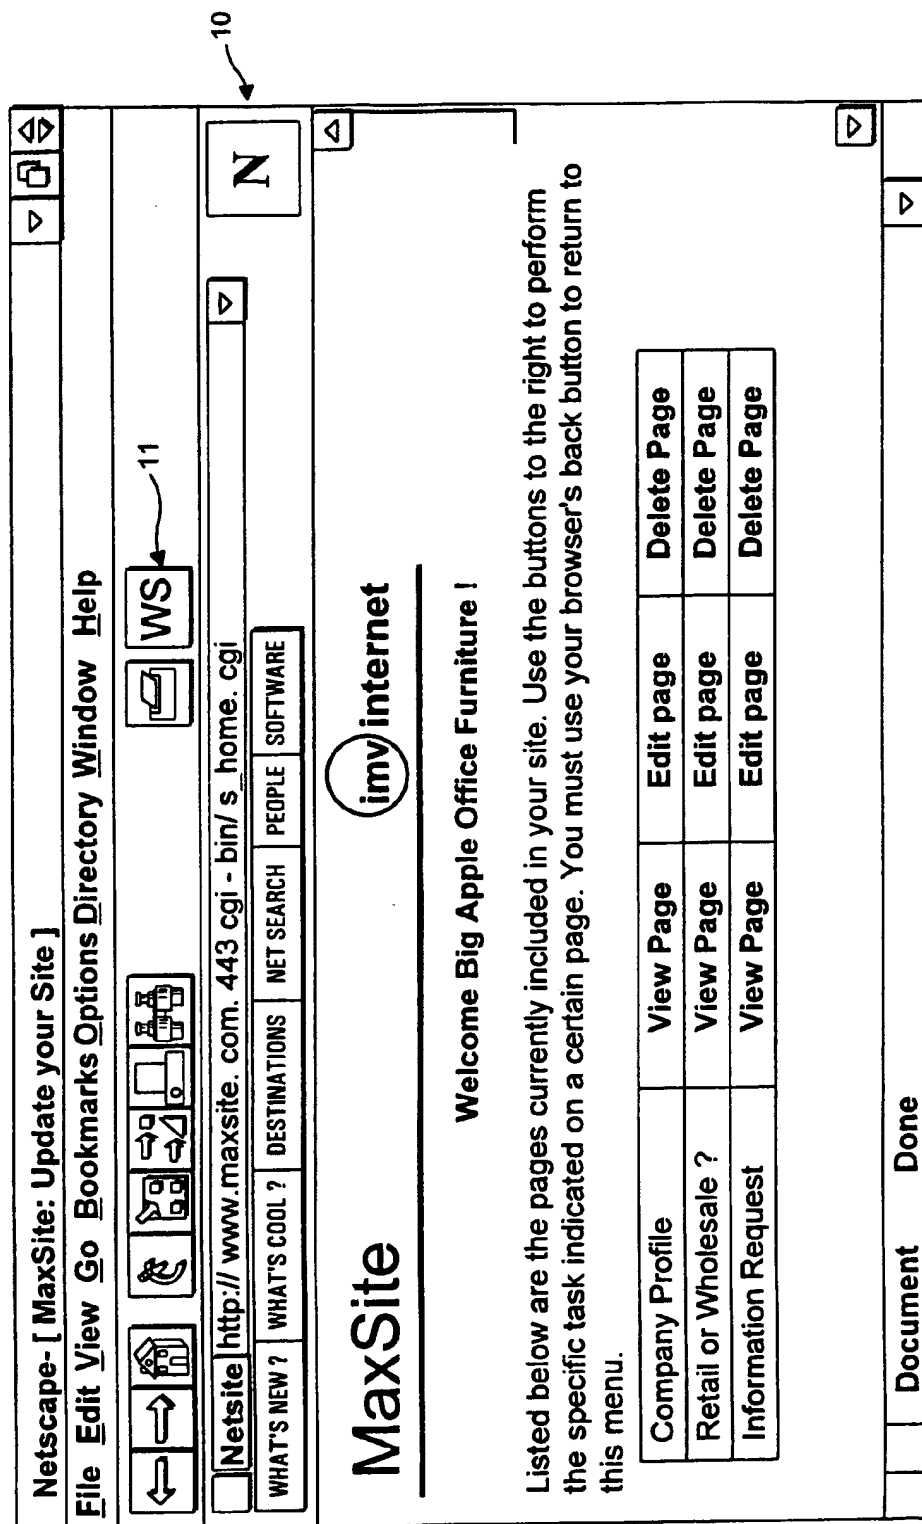 10
Netscape- [ MaxSite: Update your Site ]
File Edit View Go Bookmarks Options Directory Window Help
WS
11
Netsite http:// www.maxsite. com. 443 cgi - bin/ s_home. cgi
N
WHAT'S NEW ? WHAT'S COOL ? DESTINATIONS NET SEARCH PEOPLE SOFTWARE
MaxSite imv internet
Welcome Big Apple Office Furniture !
Listed below are the pages currently included in your site. Use the buttons to the right to perform
the specific task indicated on a certain page. You must use your browser's back button to return to
this menu.
Company Profile View Page Edit page Delete Page
Retail or Wholesale ? View Page Edit page Delete Page
Information Request View Page Edit page Delete Page
Document Done